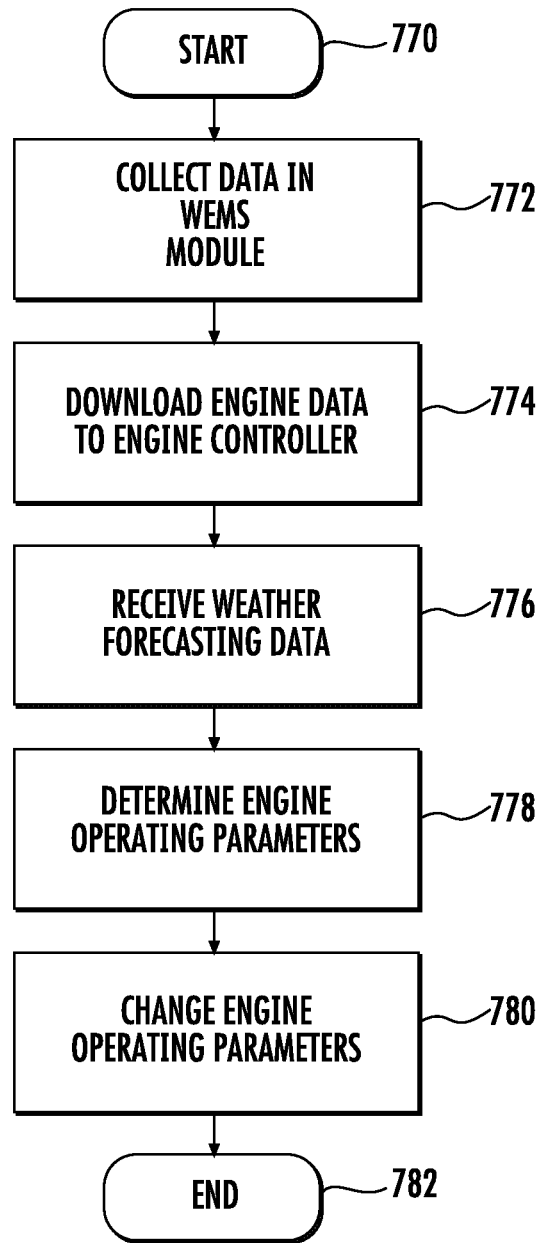 START
770
COLLECT DATA IN
WEMS
MODULE
772
DOWNLOAD ENGINE DATA
TO ENGINE CONTROLLER
774
RECEIVE WEATHER
FORECASTING DATA
776
DETERMINE ENGINE
OPERATING PARAMETERS
778
CHANGE ENGINE
OPERATING PARAMETERS
780
END
782